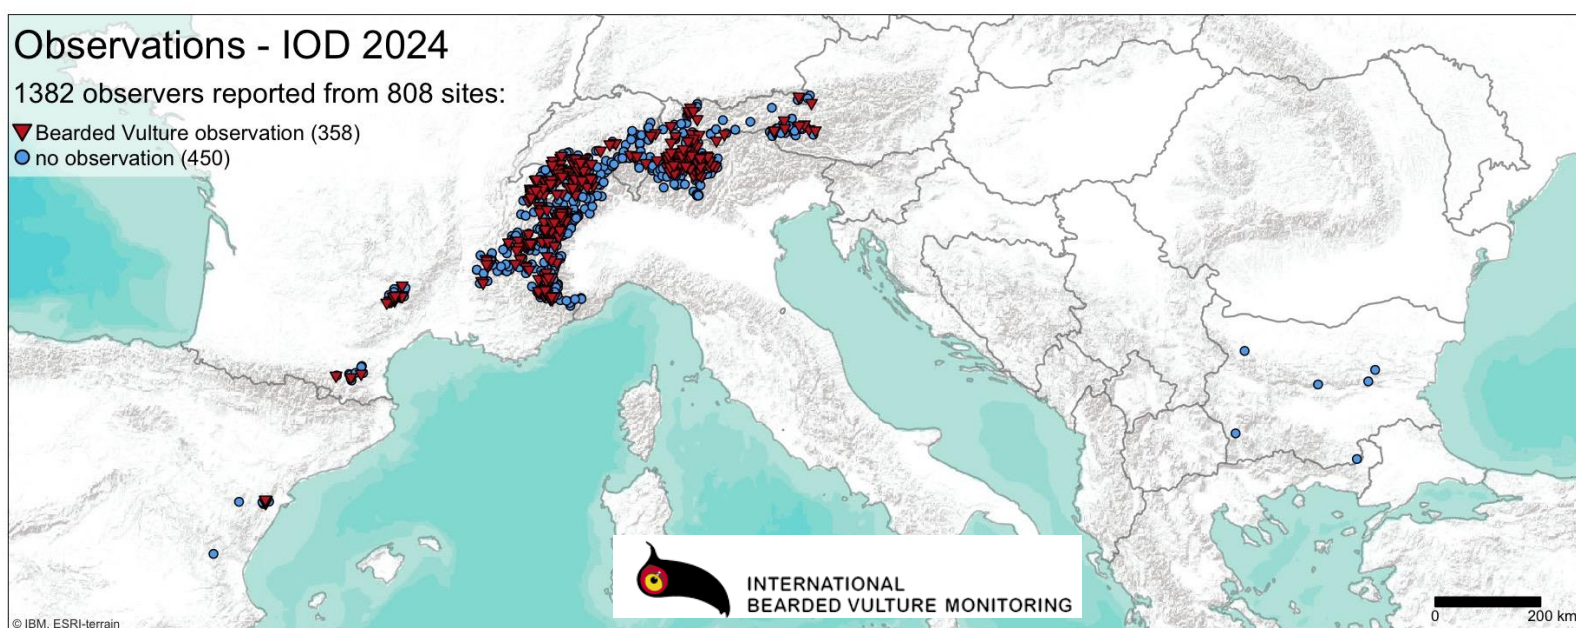 Observations - IOD 2024
1382 observers reported from 808 sites:
Bearded Vulture observation (358)
no observation (450)
INTERNATIONAL
BEARDED VULTURE MONITORING
0 200 km
© IBM, ESRI-terrain